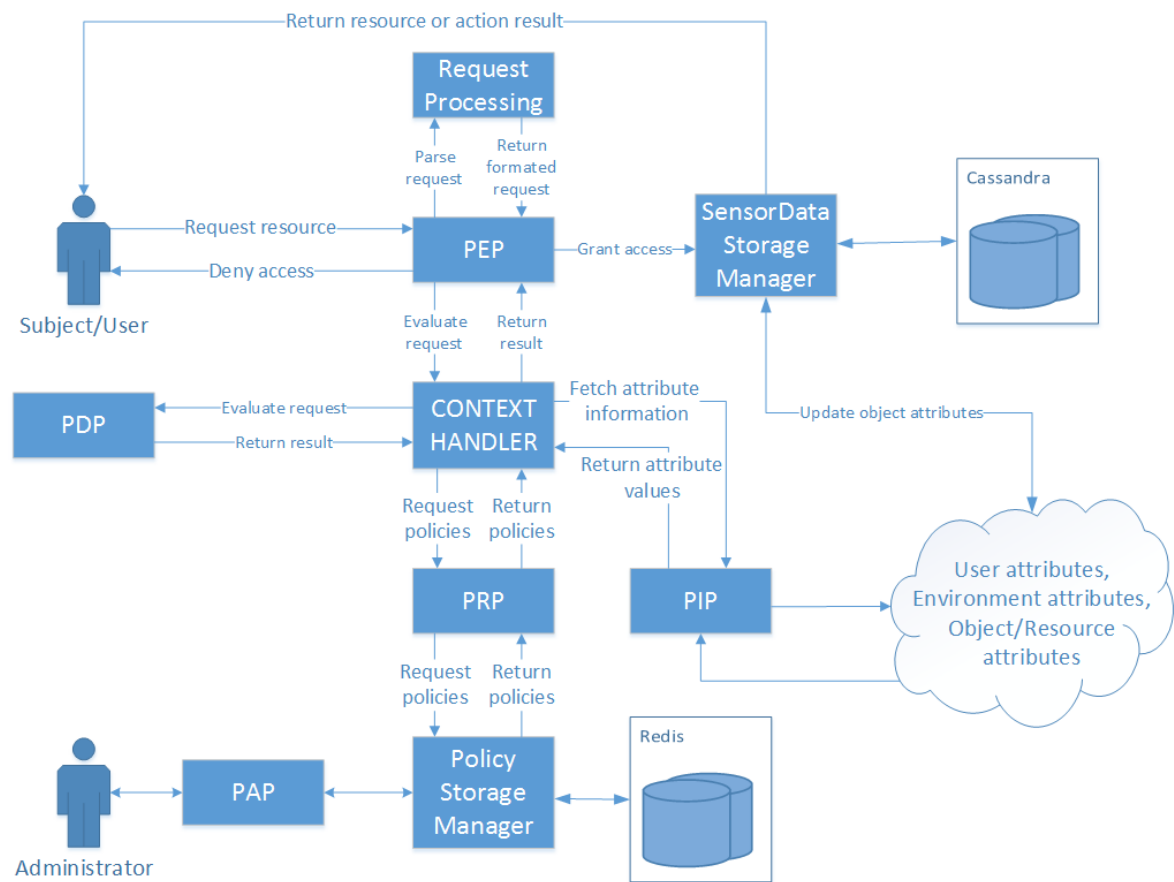 Return resource or action result
Request
Processing
Parse
request
Return
formated
request
Cassandra
SensorData
Storage
Manager
Request resource
PEP
Grant access
Deny access
Subject/User
Evaluate
request
Return
result
Fetch attribute
information
PDP
Evaluate request
Return result
CONTEXT
HANDLER
Update object attributes
Return attribute
values
Request
policies
Return
policies
PRP
PIP
User attributes,
Environment attributes,
Object/Resource
attributes
Request
policies
Return
policies
Redis
PAP
Policy
Storage
Manager
Administrator